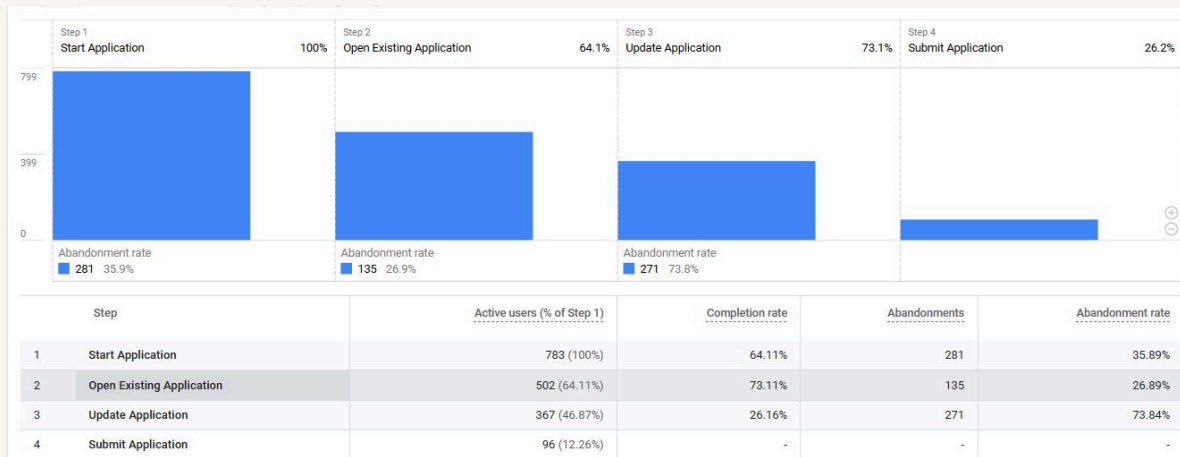 Step 1
Start Application 100%
Step 2
Open Existing Application 64.1%
Step 3
Update Application 73.1%
Step 4
Submit Application 26.2%
799
399
0
Abandonment rate
281 35.9%
Abandonment rate
135 26.9%
Abandonment rate
271 73.8%
Step Active users (% of Step 1) Completion rate Abandonments Abandonment rate
1 Start Application 783 (100%) 64.11% 281 35.89%
2 Open Existing Application 502 (64.11%) 73.11% 135 26.89%
3 Update Application 367 (46.87%) 26.16% 271 73.84%
4 Submit Application 96 (12.26%) - - -